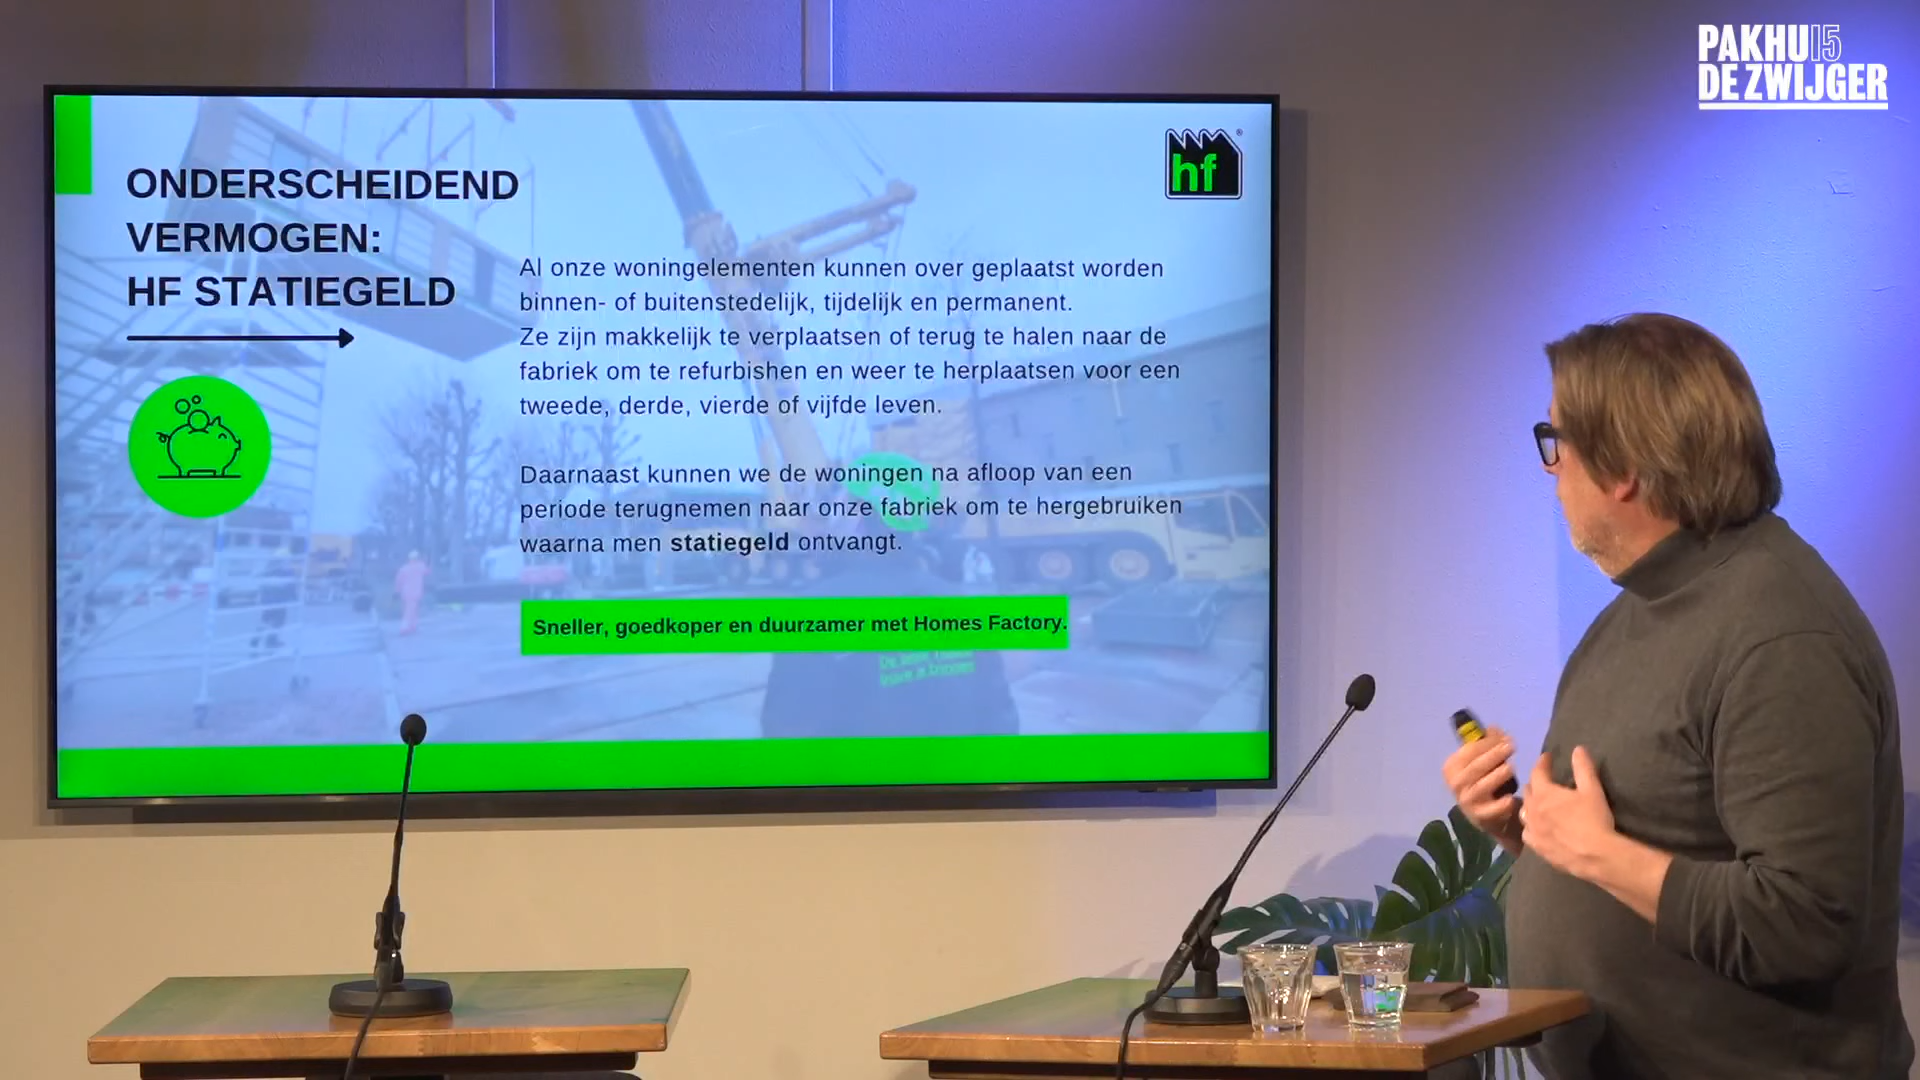 PAKHU15
DE ZWIJGER
hf
®
ONDERSCHEIDEND
VERMOGEN:
HF STATIEGELD
Al onze woningelementen kunnen over geplaatst worden
binnen- of buitenstedelijk, tijdelijk en permanent.
Ze zijn makkelijk te verplaatsen of terug te halen naar de
fabriek om te refurbishen en weer te herplaatsen voor een
tweede, derde, vierde of vijfde leven.
Daarnaast kunnen we de woningen na afloop van een
periode terugnemen naar onze fabriek om te hergebruiken
waarna men statiegeld ontvangt.
Sneller, goedkoper en duurzamer met Homes Factory.